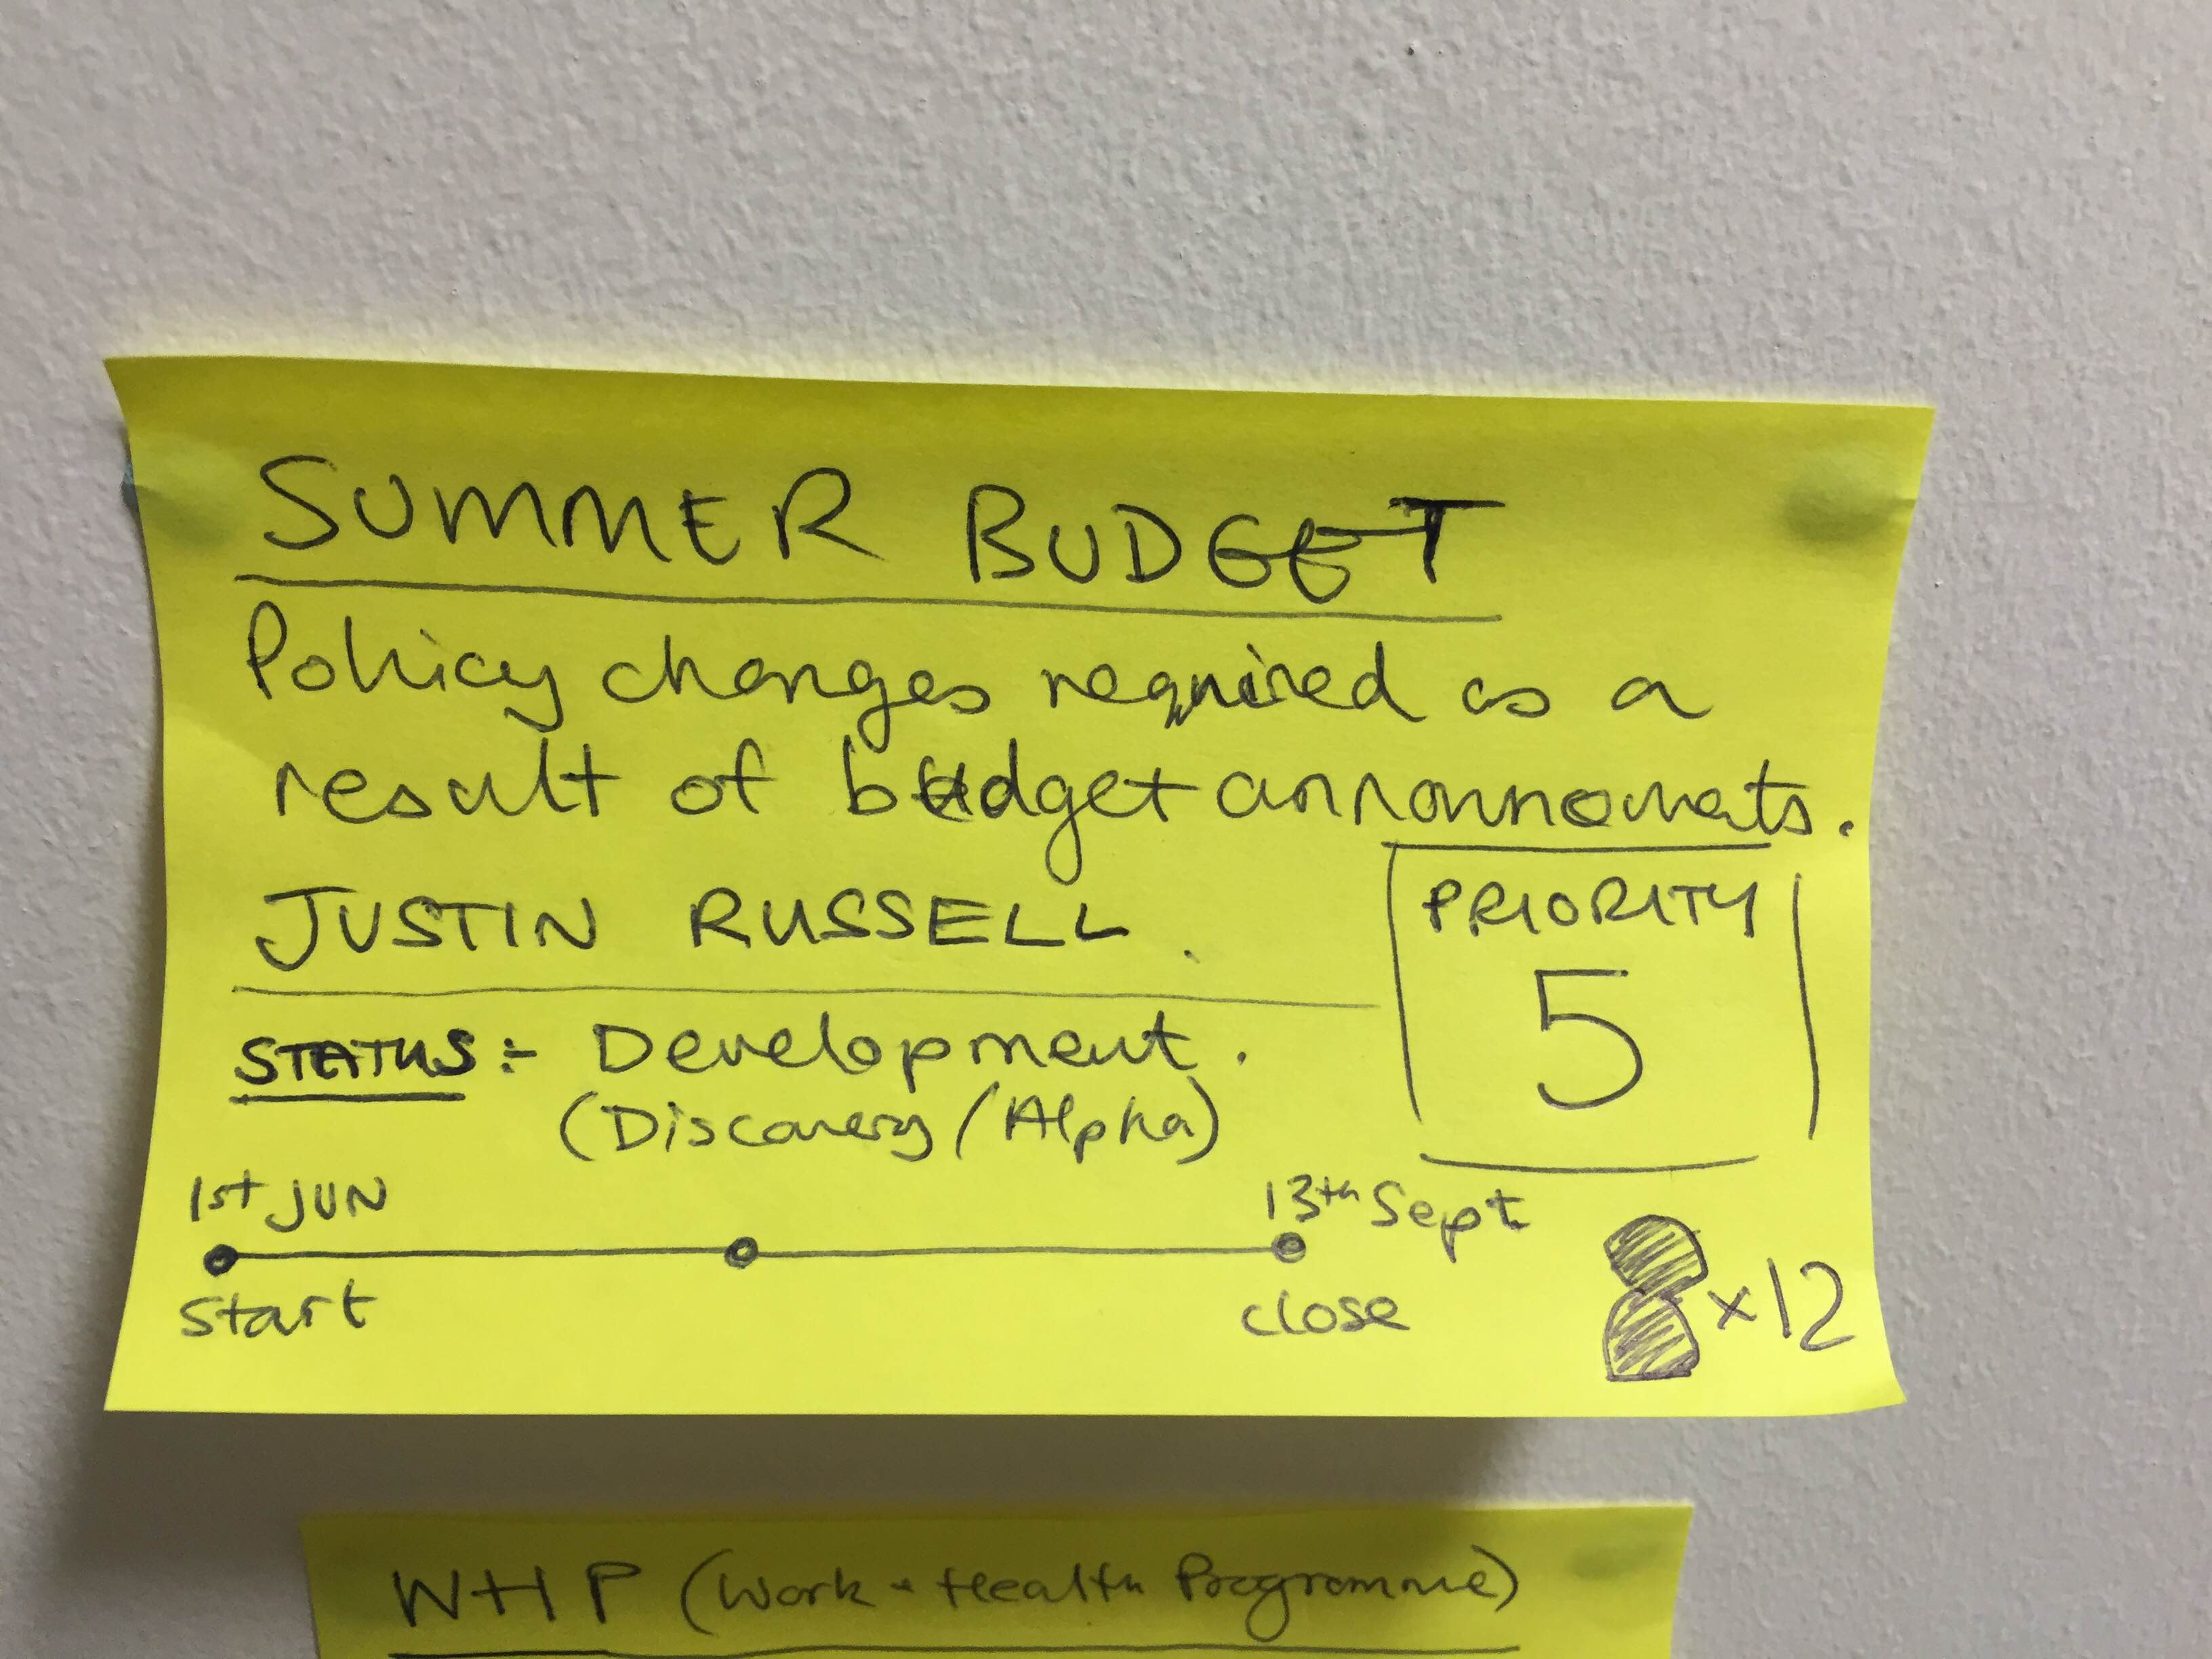 SUMMER BUDGET
Policy changes required as a
result of budget annonnomats.
JUSTIN RUSSELL.
PRIORITY
5
STATUS:- Development.
(Discovery/Alpha)
1st JUN
13th Sept
Start
close
x12
WHP (Work + Health Programme)